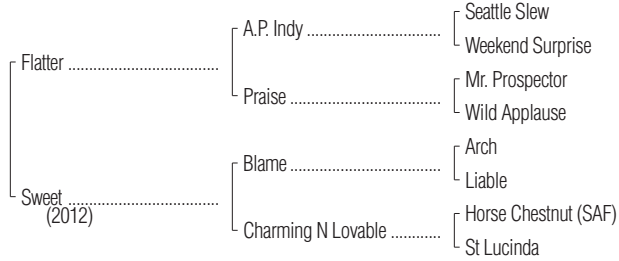 Seattle Slew
A.P. Indy ................................
Weekend Surprise
Flatter ....................................
Mr. Prospector
Praise ....................................
Wild Applause
Arch
Blame ....................................
Liable
Sweet ....................................
(2012)
Horse Chestnut (SAF)
Charming N Lovable ............
St Lucinda